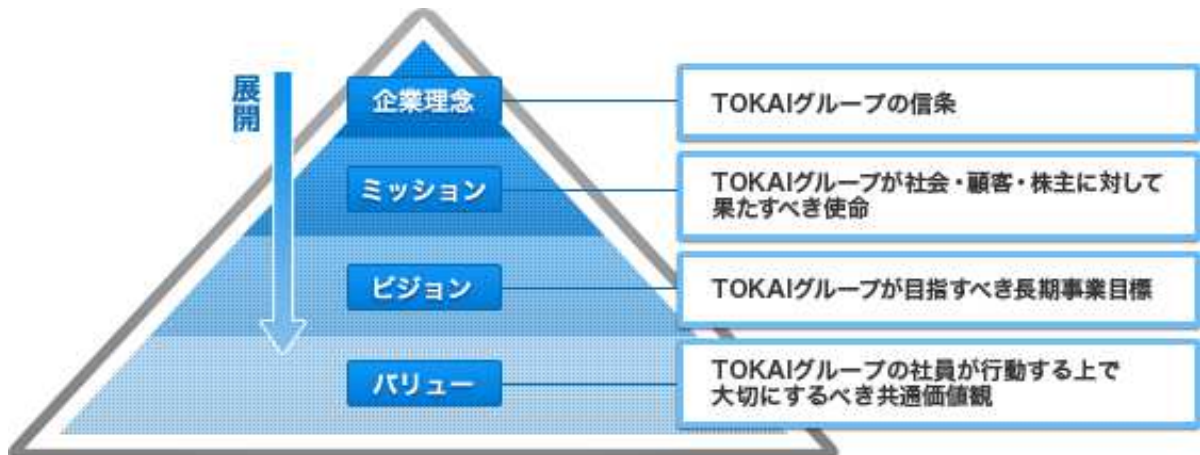 展開
企業理念
TOKAIグループの信条
ミッション
TOKAIグループが社会・顧客・株主に対して
果たすべき使命
ビジョン
TOKAIグループが目指すべき長期事業目標
バリュー
TOKAIグループの社員が行動する上で
大切にするべき共通価値観